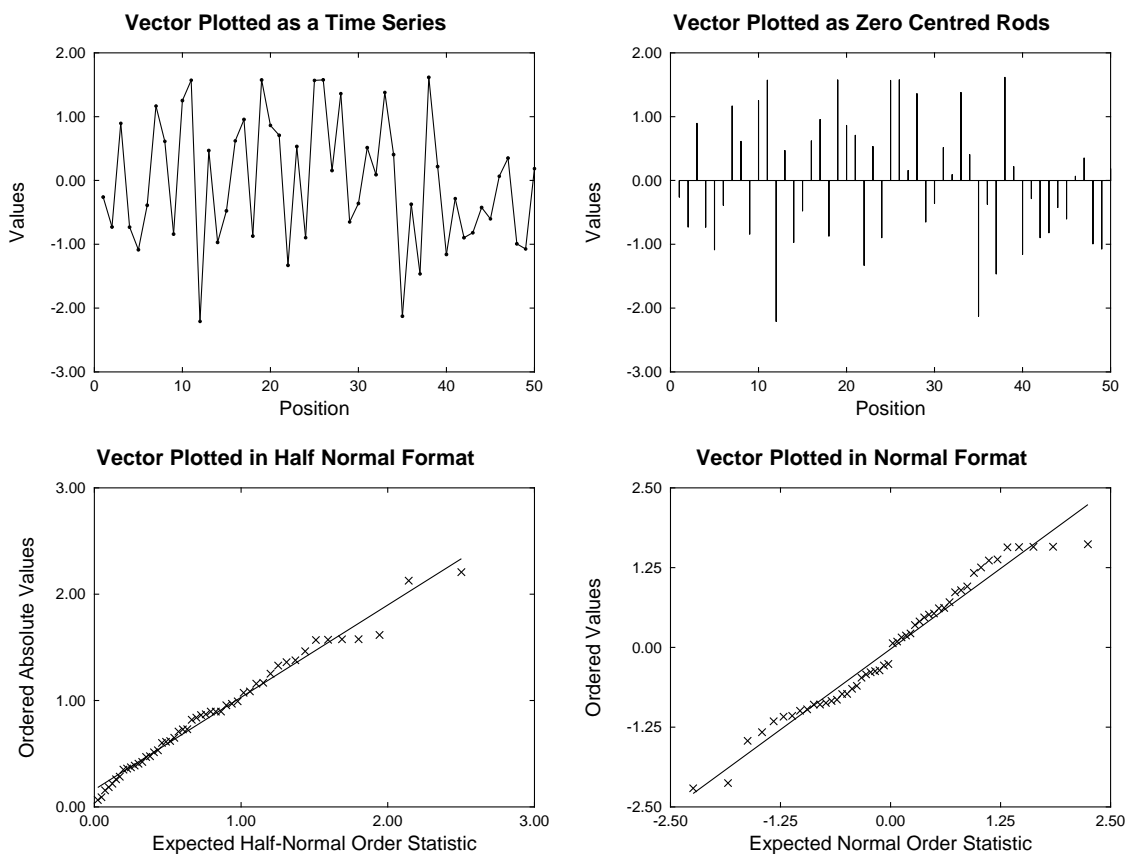 Vector Plotted as a Time Series
2.00
1.00
0.00
-1.00
-2.00
-3.00
Values
0 10 20 30 40 50
Position
Vector Plotted as Zero Centred Rods
2.00
1.00
0.00
-1.00
-2.00
-3.00
Values
0 10 20 30 40 50
Position
Vector Plotted in Half Normal Format
3.00
2.00
1.00
0.00
Ordered Absolute Values
0.00 1.00 2.00 3.00
Expected Half-Normal Order Statistic
Vector Plotted in Normal Format
2.50
1.25
0.00
-1.25
-2.50
Ordered Values
-2.50 -1.25 0.00 1.25 2.50
Expected Normal Order Statistic